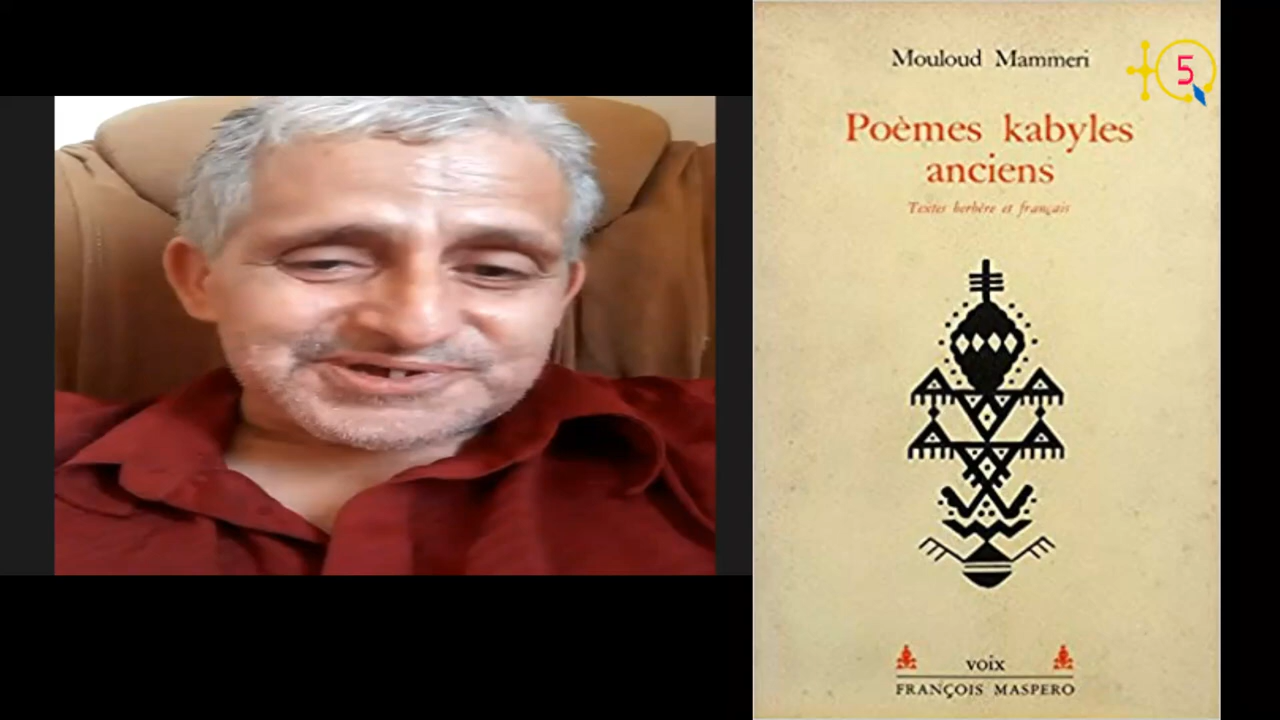 Mouloud Mammeri
5
Poèmes kabyles
anciens
Textes berbère et français
voix
FRANÇOIS MASPERO